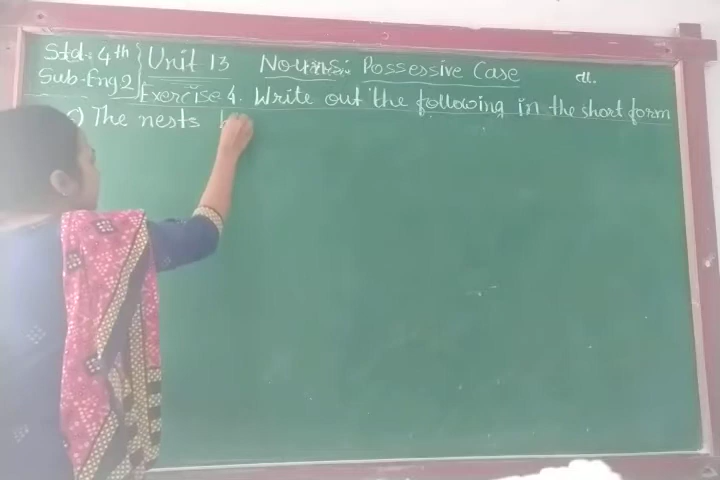 Std: 4th Unit 13 Nouns: Possessive Case
Sub-Eng 2 Exercise 4. Write out the following in the short form
The nests